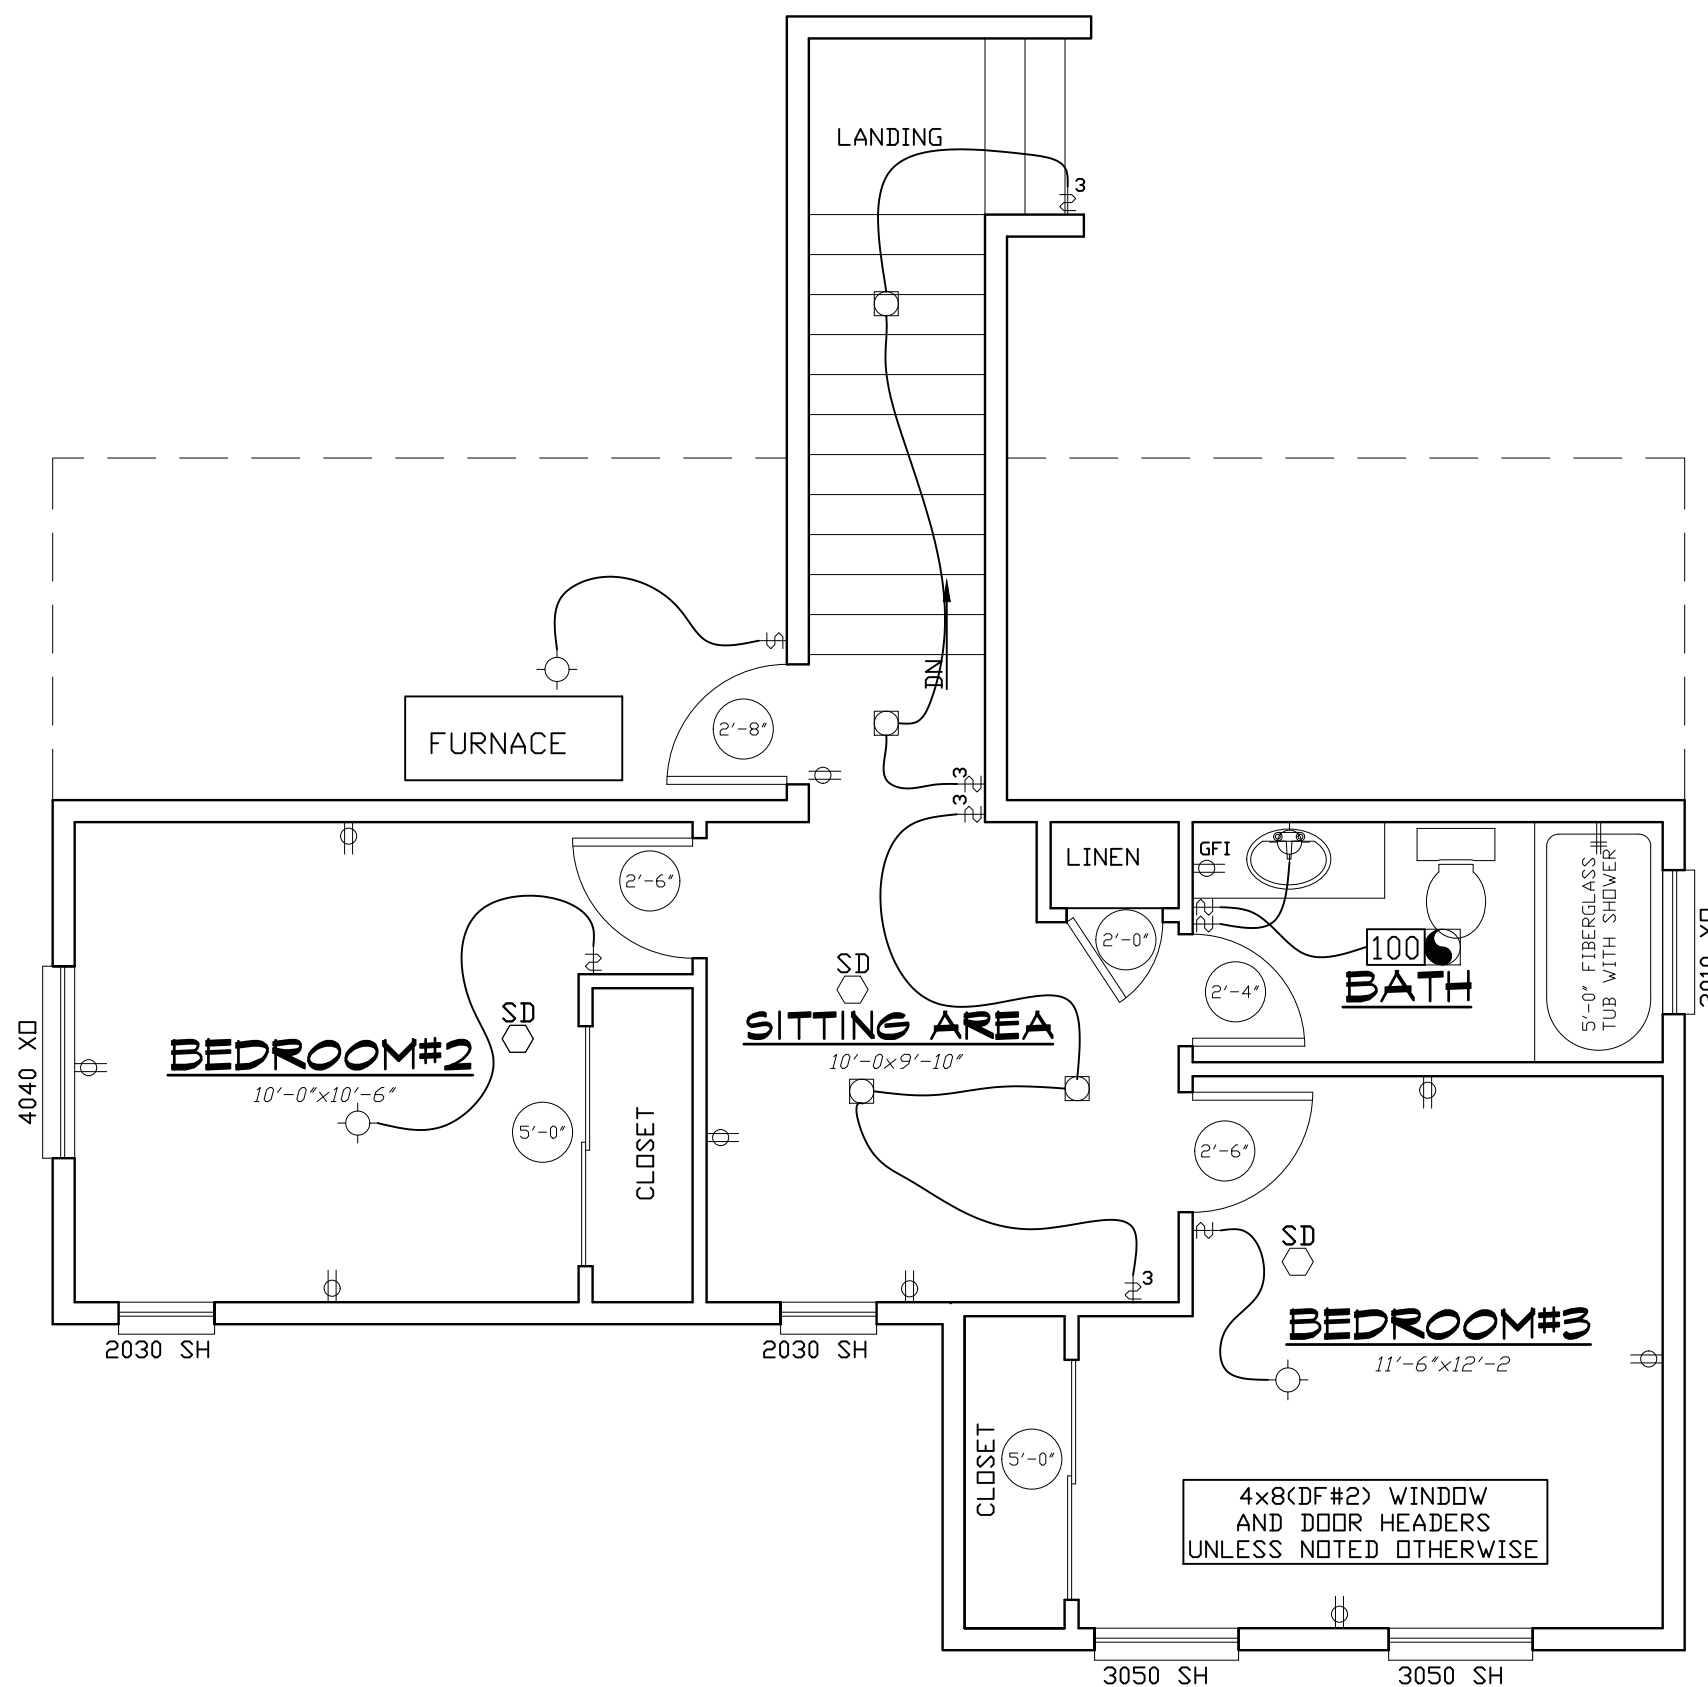 LANDING
3
DN
2'-8"
FURNACE
3
3
LINEN
GFI
2'-6"
2'-0"
100
5'-0" FIBERGLASS
TUB WITH SHOWER
3010 XO
SD
BATH
2'-4"
SD
SITTING AREA
10'-0x9'-10"
4040 XO
BEDROOM#2
10'-0"x10'-6"
5'-0"
CLOSET
2'-6"
SD
3
BEDROOM#3
11'-6"x12'-2
2030 SH
2030 SH
CLOSET
5'-0"
4x8(DF#2) WINDOW
AND DOOR HEADERS
UNLESS NOTED OTHERWISE
3050 SH
3050 SH